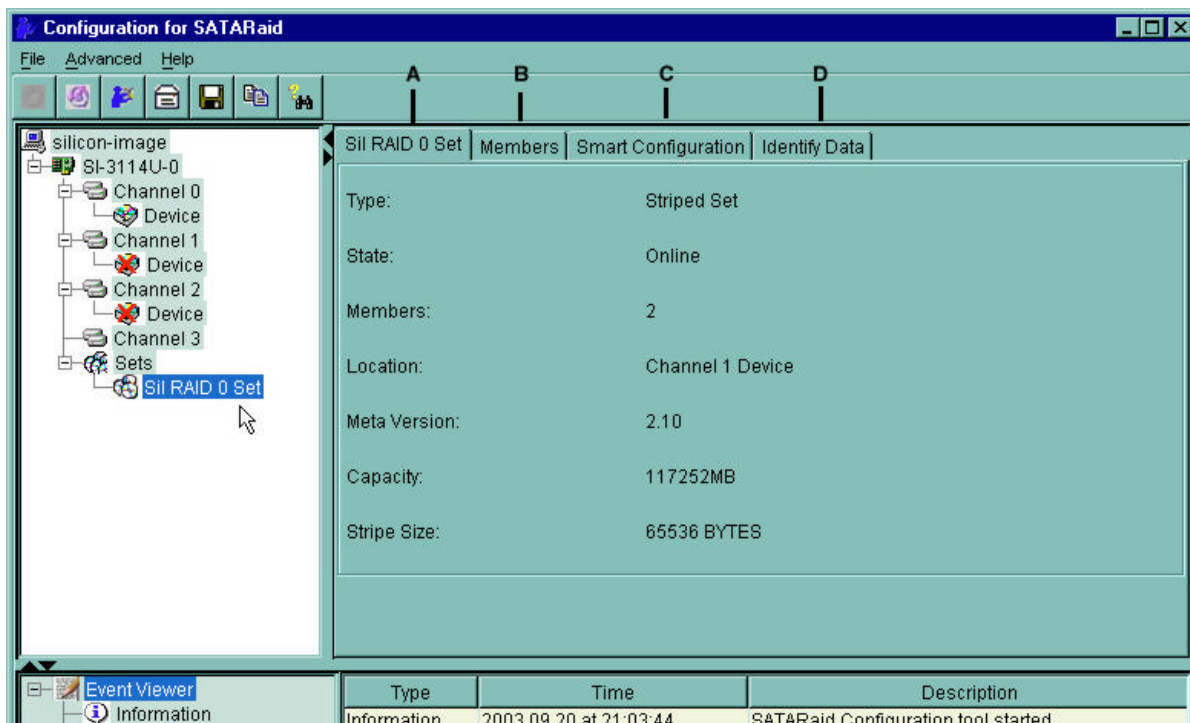 Configuration for SATARaid
File Advanced Help
A B C D
silicon-image
SI-3114U-0
Channel 0
Device
Channel 1
Device
Channel 2
Device
Channel 3
Sets
Sil RAID 0 Set
Sil RAID 0 Set Members Smart Configuration Identify Data
Type: Striped Set
State: Online
Members: 2
Location: Channel 1 Device
Meta Version: 2.10
Capacity: 117252MB
Stripe Size: 65536 BYTES
Event Viewer
Information
Type Time Description
Information 2003.09.20 at 21:03:44 SATARaid Configuration tool started